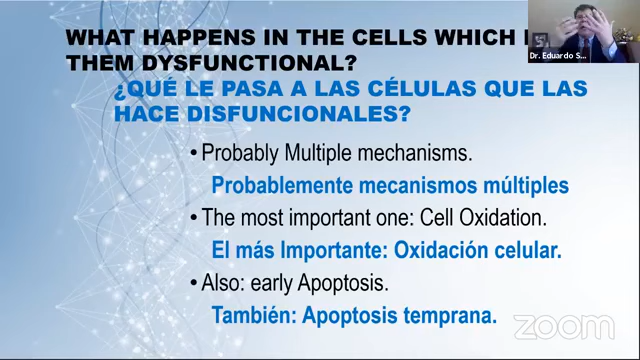 WHAT HAPPENS IN THE CELLS WHICH
THEM DYSFUNCTIONAL?
¿QUÉ LE PASA A LAS CÉLULAS QUE LAS
HACE DISFUNCIONALES?
• Probably Multiple mechanisms.
Probablemente mecanismos múltiples
• The most important one: Cell Oxidation.
El más Importante: Oxidación celular.
• Also: early Apoptosis.
También: Apoptosis temprana.
Dr. Eduardo S...
zoom